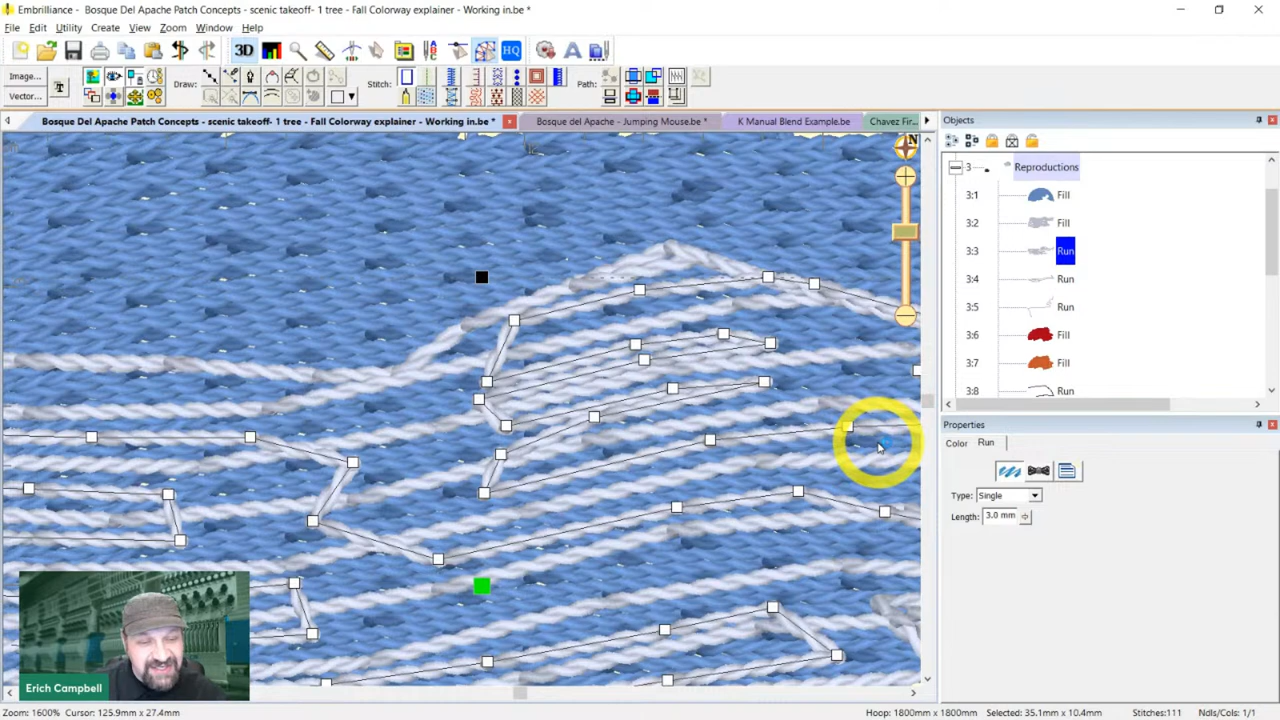 Embrilliance - Bosque Del Apache Patch Concepts - scenic takeoff- 1 tree - Fall Colorway explainer - Working in.be *
File Edit Utility Create View Zoom Window Help
3D HQ
Image... Draw: Stitch: Path:
Vector...
Bosque Del Apache Patch Concepts - scenic takeoff- 1 tree - Fall Colorway explainer - Working in.be *
Bosque del Apache - Jumping Mouse.be *
K Manual Blend Example.be
Chavez Fir...
N
Objects
3 Reproductions
3:1 Fill
3:2 Fill
3:3 Run
3:4 Run
3:5 Run
3:6 Fill
3:7 Fill
3:8 Run
Properties
Color Run
Type: Single
Length: 3.0 mm
Erich Campbell
Zoom: 1600% Cursor: 125.9mm x 27.4mm
Hoop: 1800mm x 1800mm Selected: 35.1mm x 10.4mm Stitches:111 Ndls/Cols: 1/1